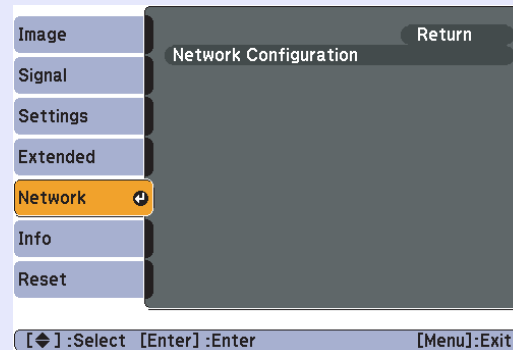 Image
Signal
Settings
Extended
Network
Info
Reset
Return
Network Configuration
[◆] :Select [Enter] :Enter [Menu]:Exit